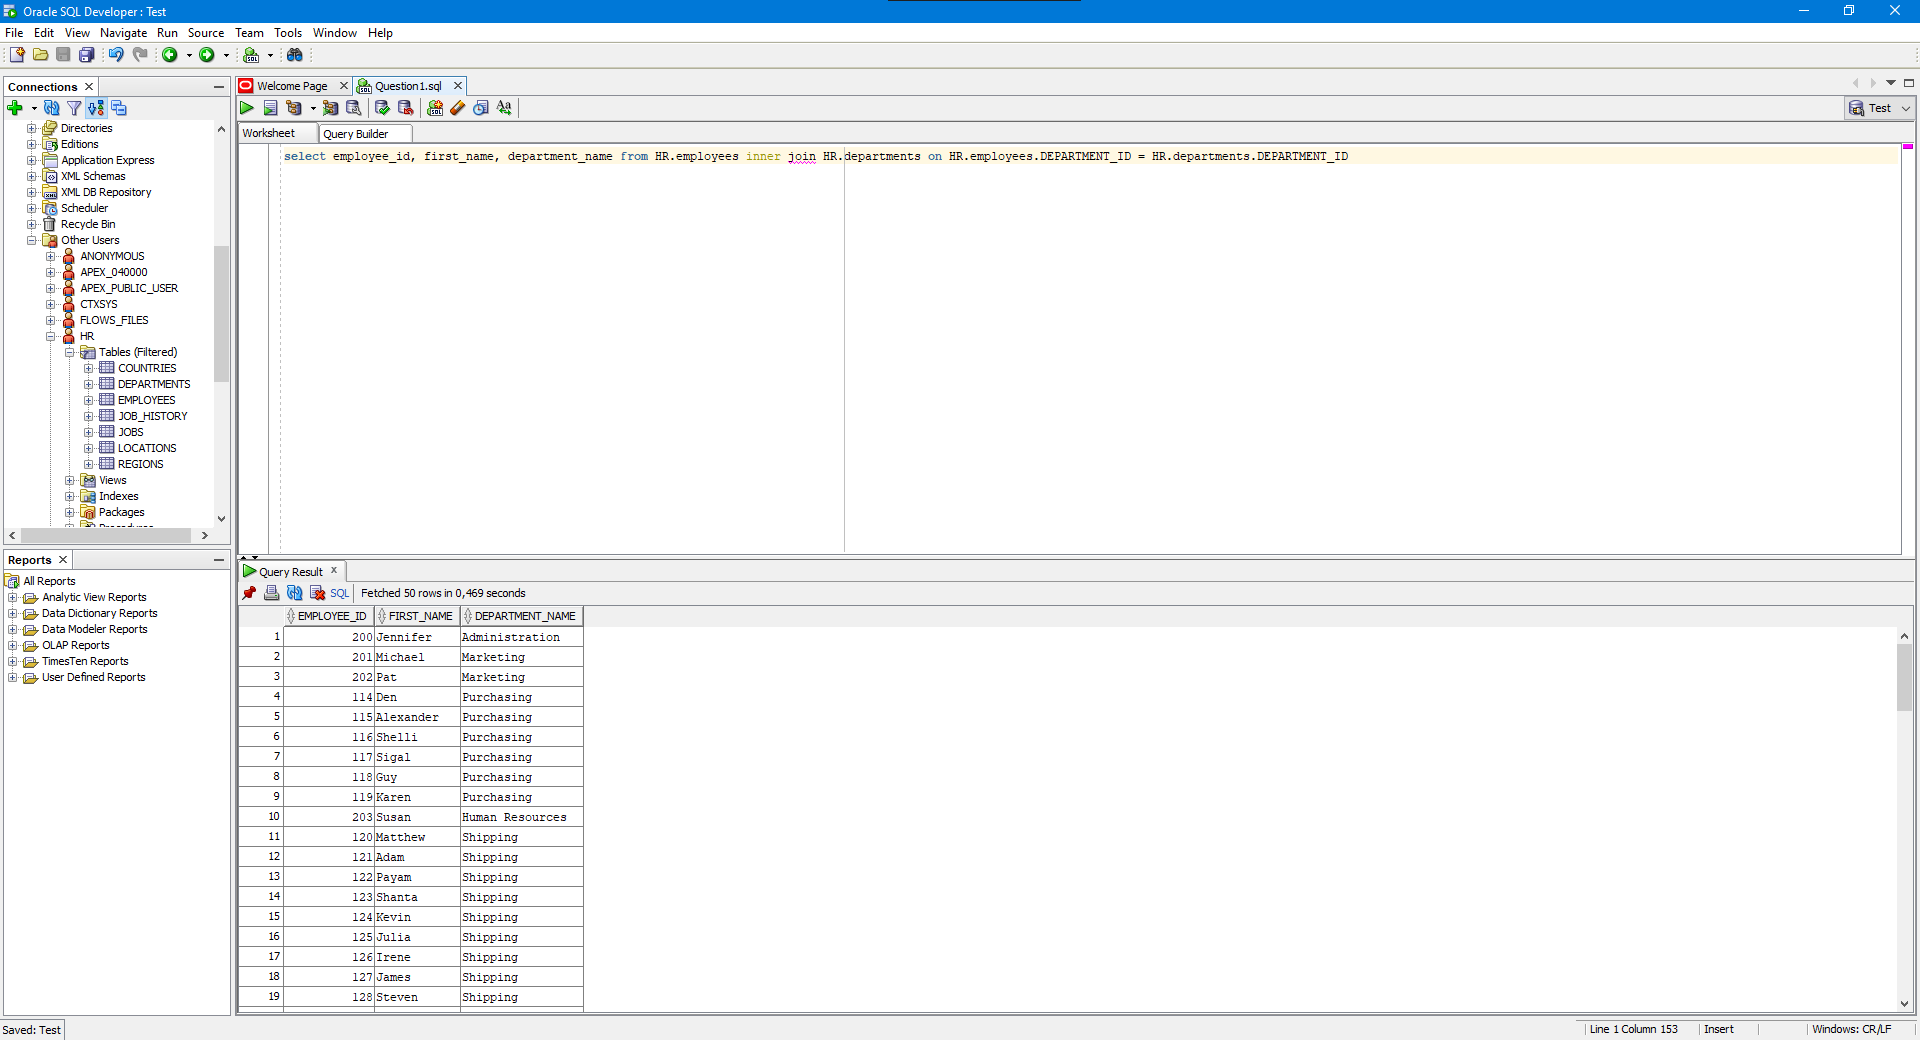 Oracle SQL Developer : Test
File Edit View Navigate Run Source Team Tools Window Help
Connections
Directories
Editions
Application Express
XML Schemas
XML DB Repository
Scheduler
Recycle Bin
Other Users
ANONYMOUS
APEX_040000
APEX_PUBLIC_USER
CTXSYS
FLOWS_FILES
HR
Tables (Filtered)
COUNTRIES
DEPARTMENTS
EMPLOYEES
JOB_HISTORY
JOBS
LOCATIONS
REGIONS
Views
Indexes
Packages
Procedures
Reports
All Reports
Analytic View Reports
Data Dictionary Reports
Data Modeler Reports
OLAP Reports
TimesTen Reports
User Defined Reports
Welcome Page Question1.sql
Aa
Test
Worksheet Query Builder
select employee_id, first_name, department_name from HR.employees inner join HR.departments on HR.employees.DEPARTMENT_ID = HR.departments.DEPARTMENT_ID
Query Result
SQL Fetched 50 rows in 0,469 seconds
EMPLOYEE_ID FIRST_NAME DEPARTMENT_NAME
1 200 Jennifer Administration
2 201 Michael Marketing
3 202 Pat Marketing
4 114 Den Purchasing
5 115 Alexander Purchasing
6 116 Shelli Purchasing
7 117 Sigal Purchasing
8 118 Guy Purchasing
9 119 Karen Purchasing
10 203 Susan Human Resources
11 120 Matthew Shipping
12 121 Adam Shipping
13 122 Payam Shipping
14 123 Shanta Shipping
15 124 Kevin Shipping
16 125 Julia Shipping
17 126 Irene Shipping
18 127 James Shipping
19 128 Steven Shipping
Saved: Test
Line 1 Column 153 Insert Windows: CR/LF